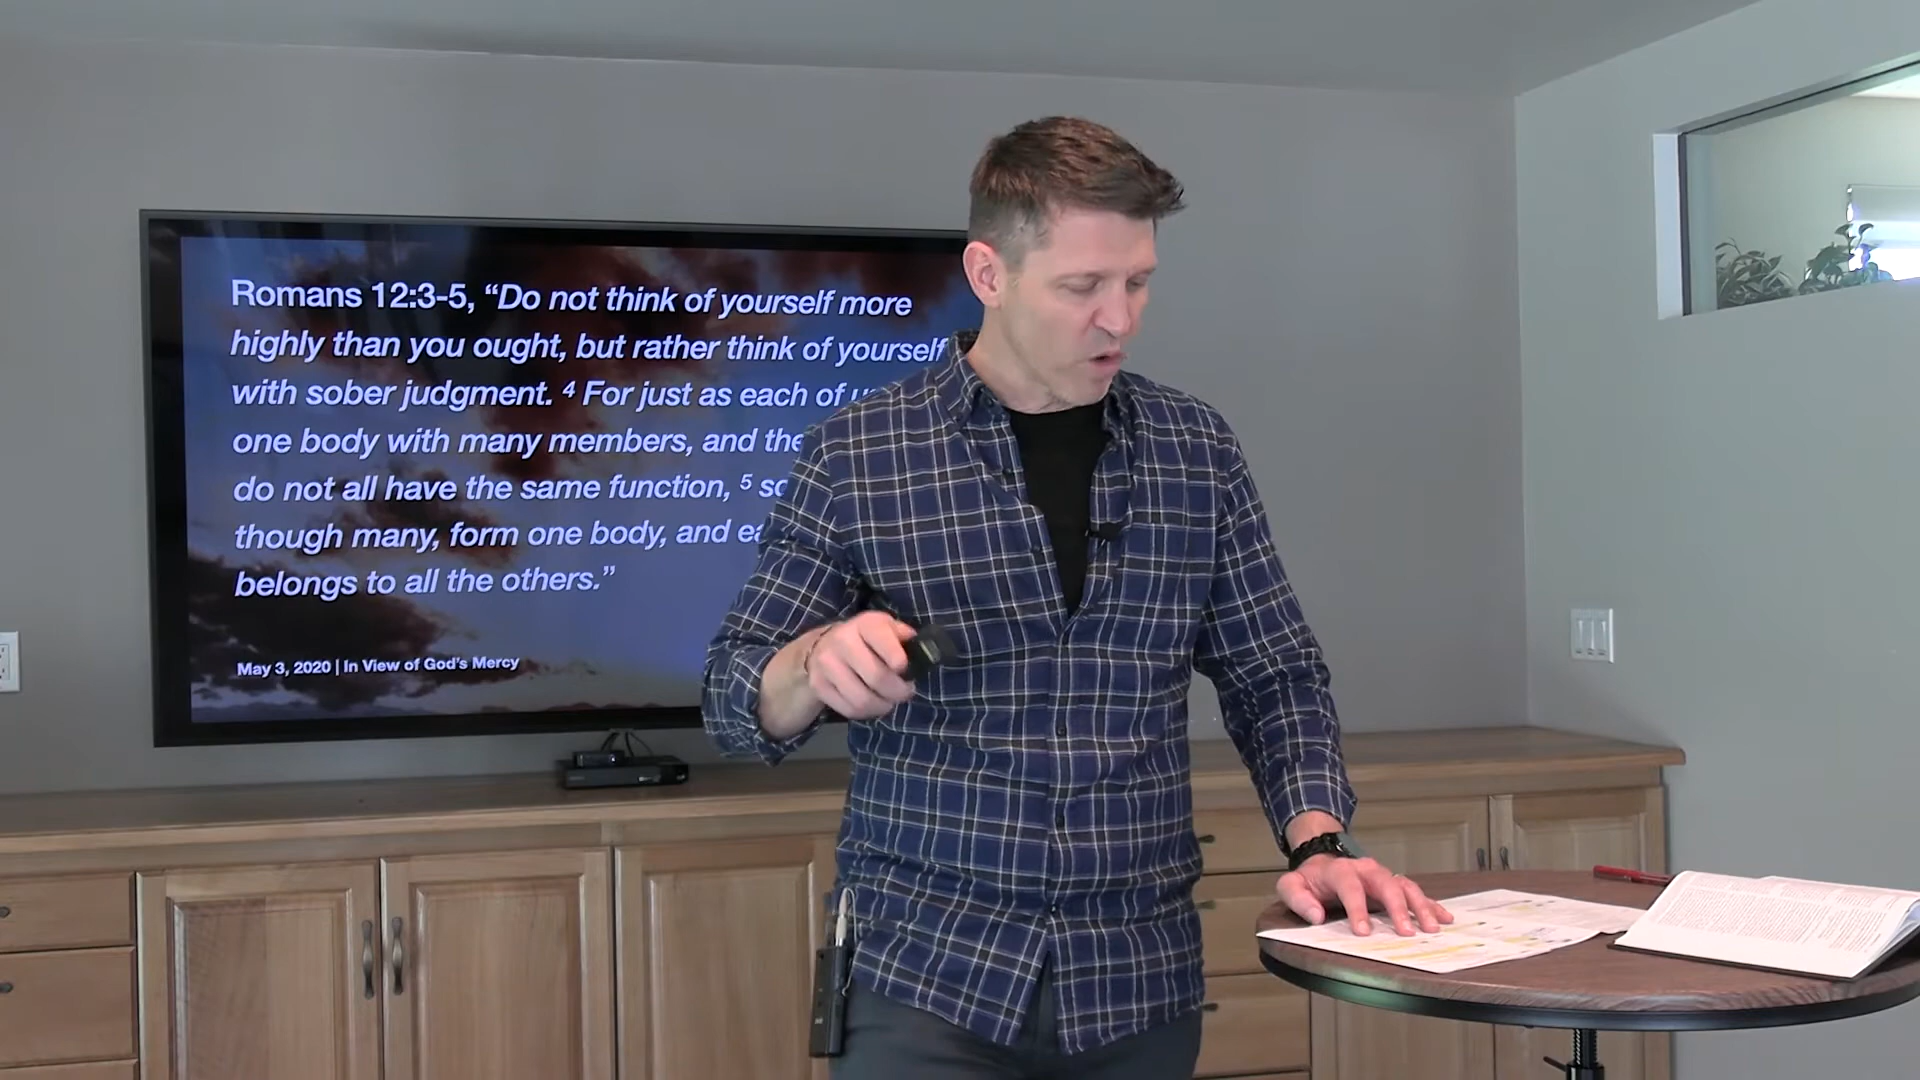 Romans 12:3-5, “Do not think of yourself more
highly than you ought, but rather think of yourself
with sober judgment. ⁴ For just as each of
one body with many members, and
do not all have the same function, ⁵
though many, form one body, and
belongs to all the others.”
May 3, 2020 | In View of God's Mercy